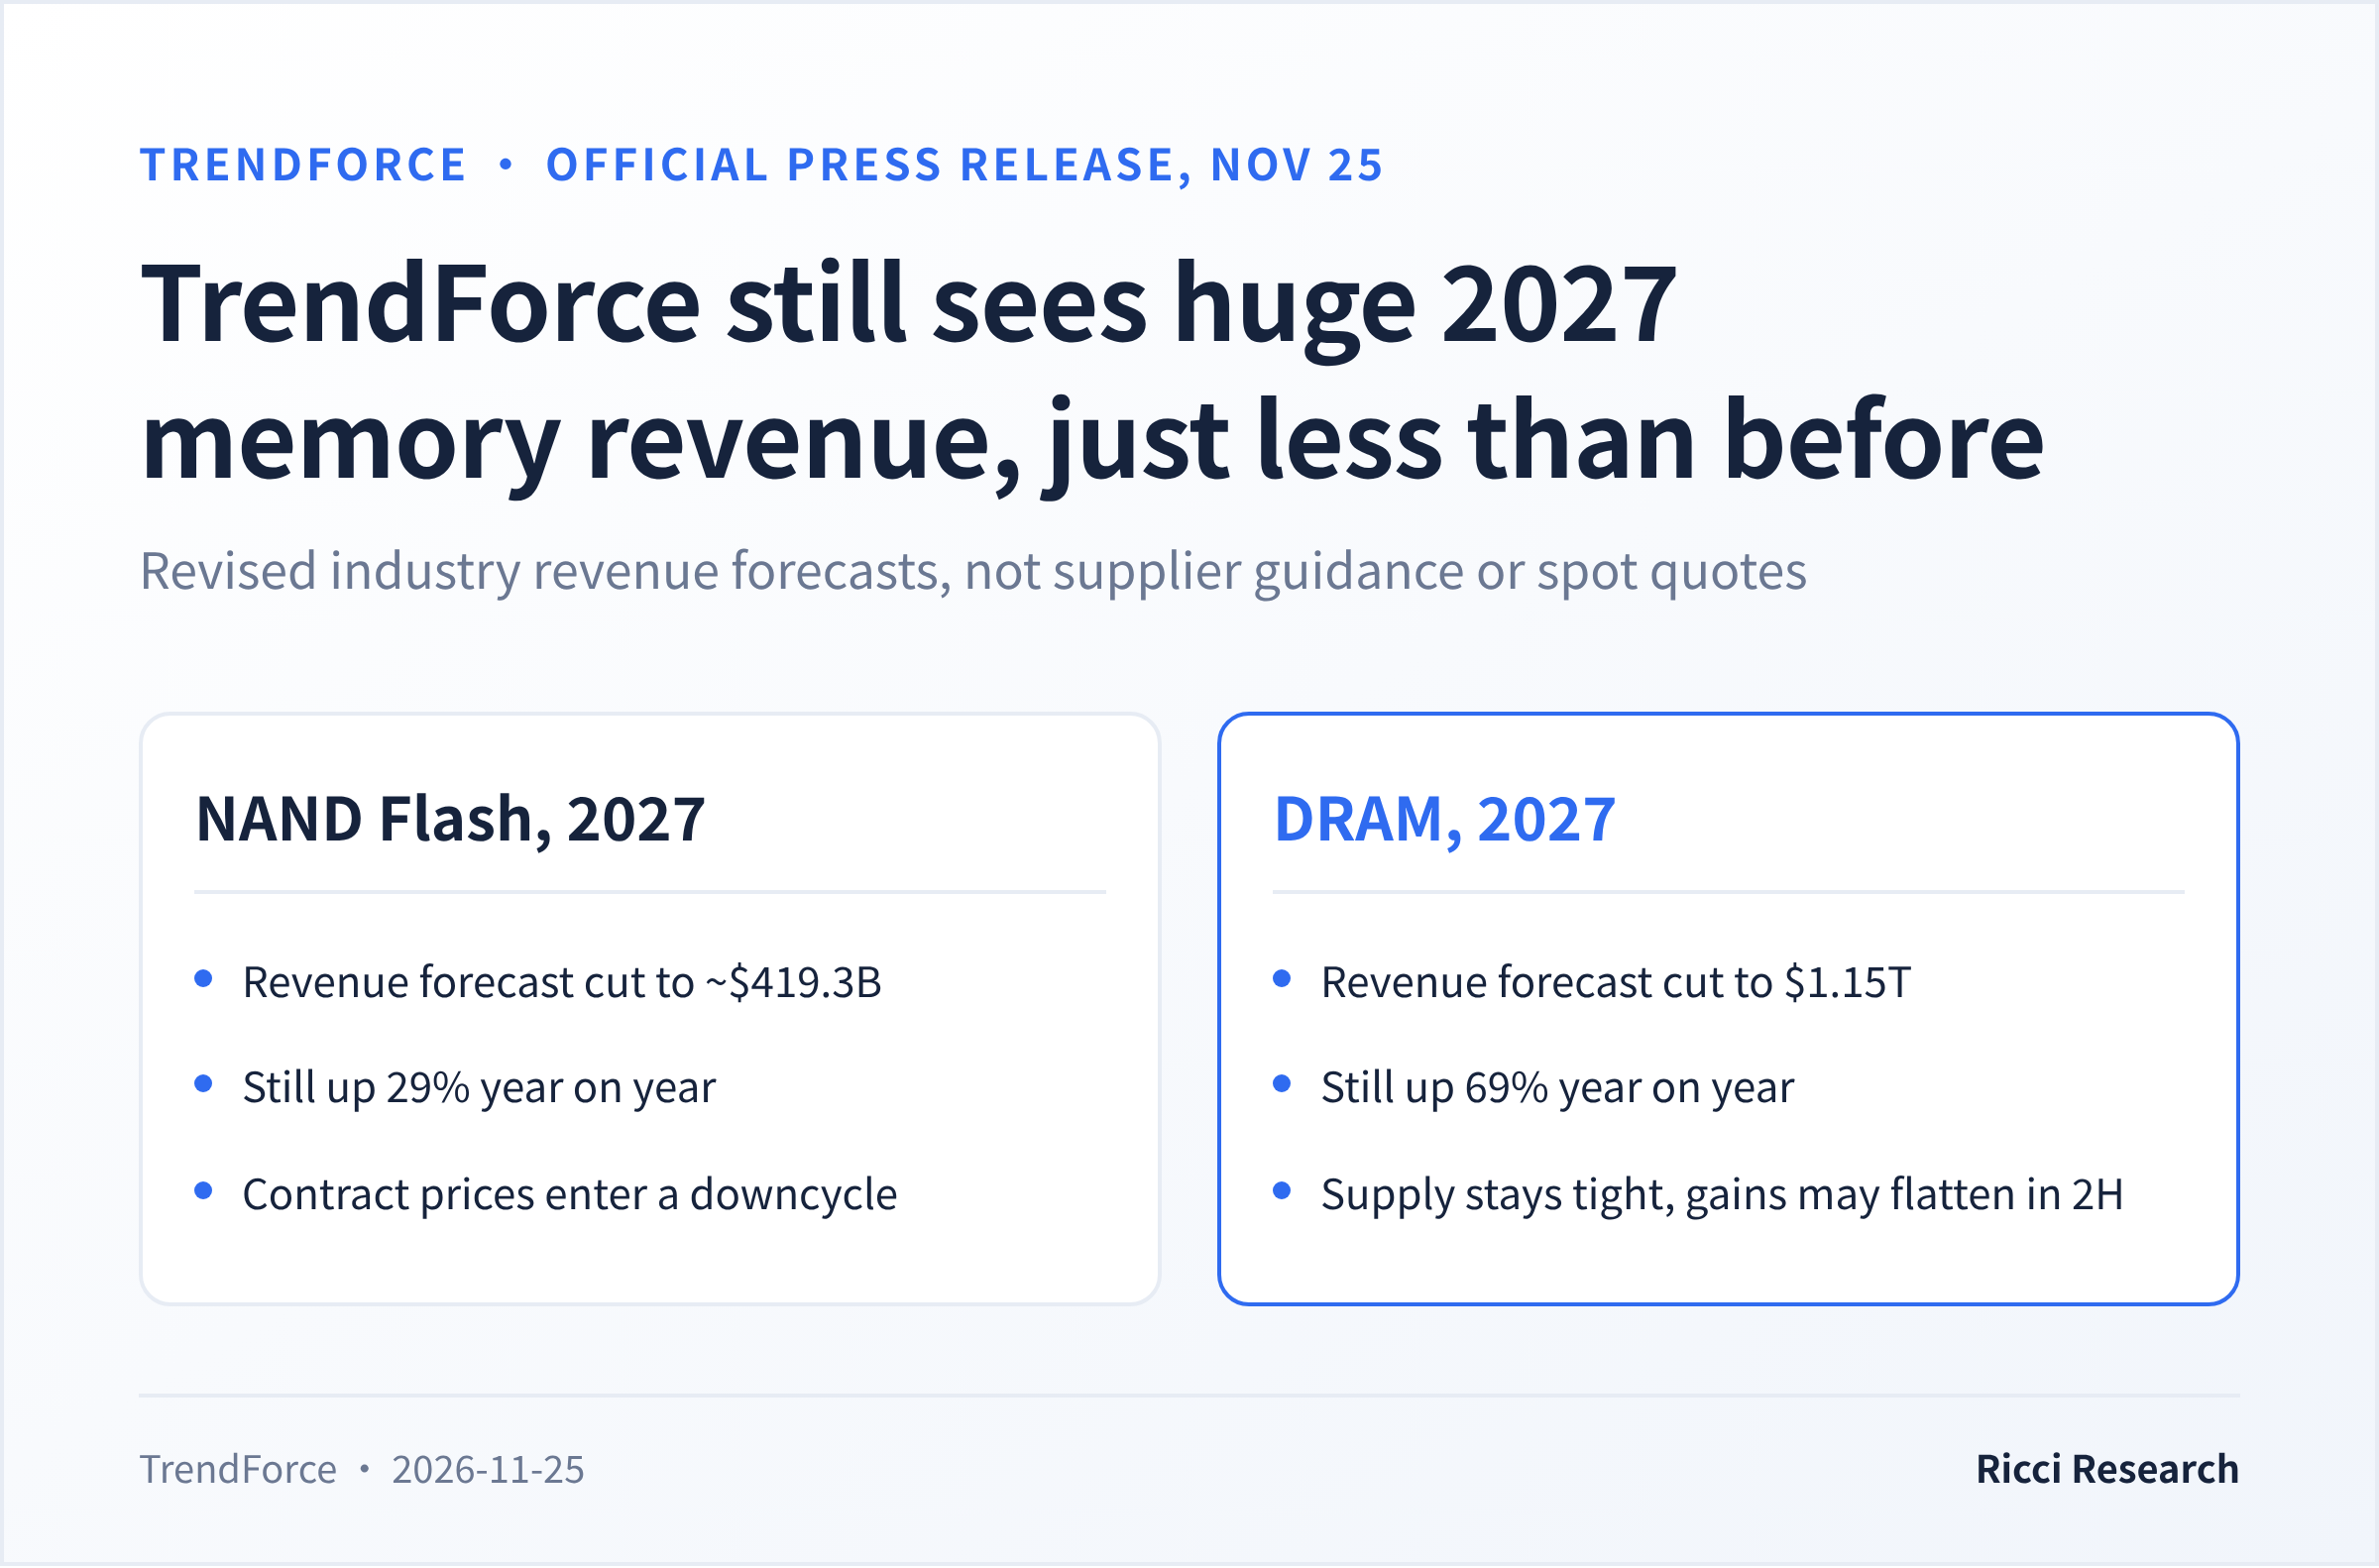 TRENDFORCE • OFFICIAL PRESS RELEASE, NOV 25
TrendForce still sees huge 2027
memory revenue, just less than before
Revised industry revenue forecasts, not supplier guidance or spot quotes
NAND Flash, 2027
• Revenue forecast cut to ~$419.3B
• Still up 29% year on year
• Contract prices enter a downcycle
DRAM, 2027
• Revenue forecast cut to $1.15T
• Still up 69% year on year
• Supply stays tight, gains may flatten in 2H
TrendForce • 2026-11-25
Ricci Research